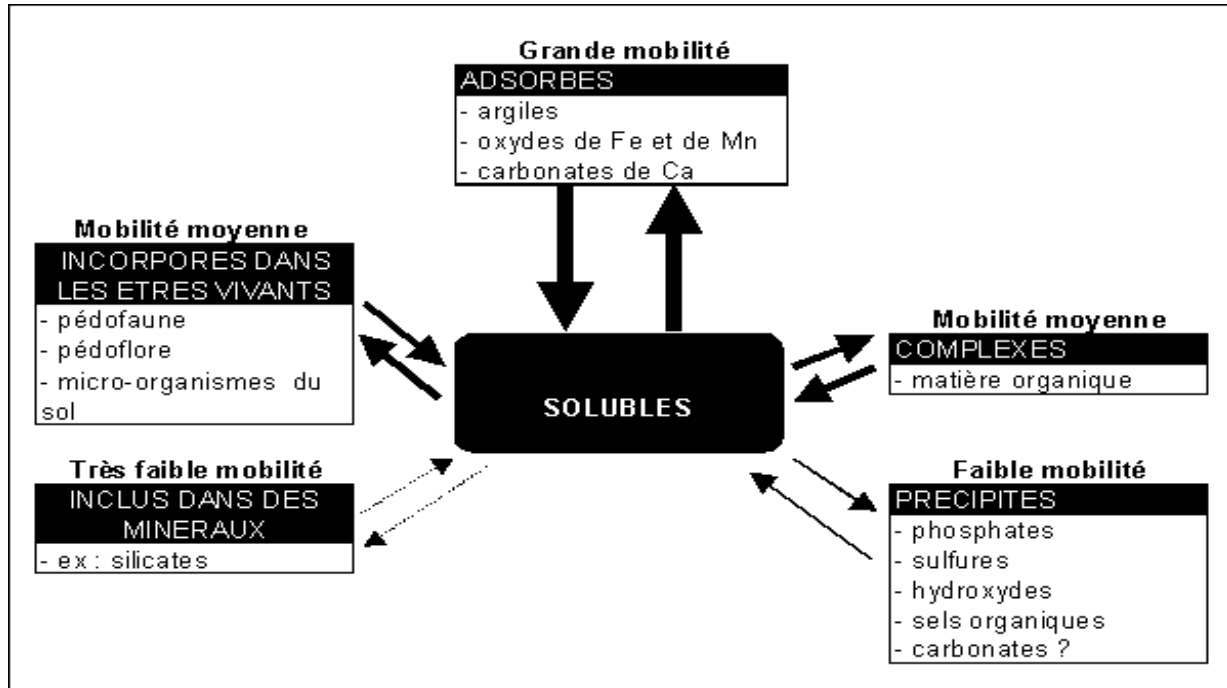 Grande mobilité
ADSORBES
- argiles
- oxydes de Fe et de Mn
- carbonates de Ca
Mobilité moyenne
INCORPORES DANS
LES ETRES VIVANTS
- pédofaune
- pédoflore
- micro-organismes du
sol
Mobilité moyenne
COMPLEXES
- matière organique
SOLUBLES
Très faible mobilité
INCLUS DANS DES
MINERAUX
- ex : silicates
Faible mobilité
PRECIPITES
- phosphates
- sulfures
- hydroxydes
- sels organiques
- carbonates ?